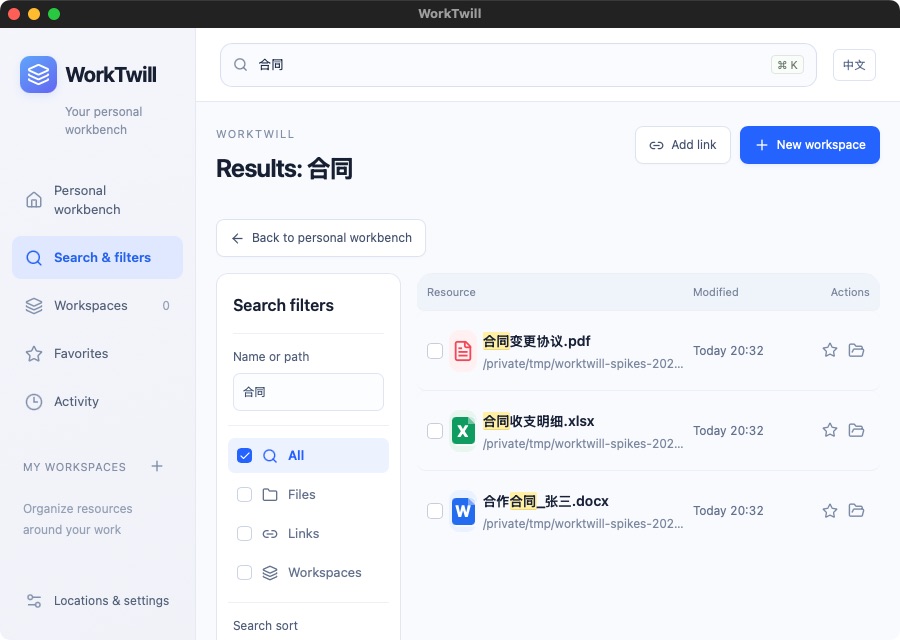 WorkTwill
WorkTwill
Your personal
workbench
Personal
workbench
Search & filters
Workspaces 0
Favorites
Activity
MY WORKSPACES +
Organize resources
around your work
Locations & settings
合同 ⌘ K
中文
WORKTWILL
Results: 合同
Add link
New workspace
Back to personal workbench
Search filters
Name or path
合同
All
Files
Links
Workspaces
Search sort
Resource Modified Actions
合同变更协议.pdf
/private/tmp/worktwill-spikes-202...
Today 20:32
合同收支明细.xlsx
/private/tmp/worktwill-spikes-202...
Today 20:32
合作合同_张三.docx
/private/tmp/worktwill-spikes-202...
Today 20:32